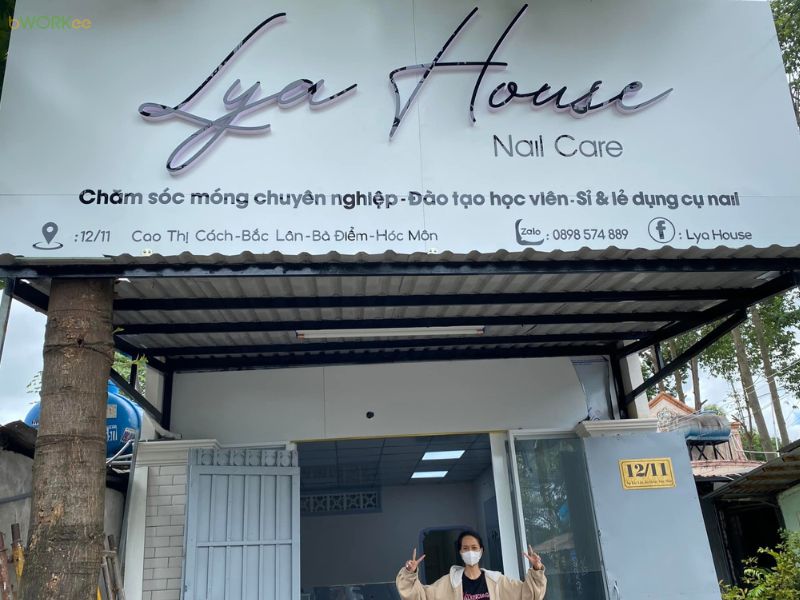 bWORKee
Lya House
Nail Care
Chăm sóc móng chuyên nghiệp - Đào tạo học viên - Sỉ & lẻ dụng cụ nail
: 12/11 Cao Thị Cách - Bắc Lân - Bà Điểm - Hóc Môn
Zalo : 0898 574 889
f : Lya House
12/11